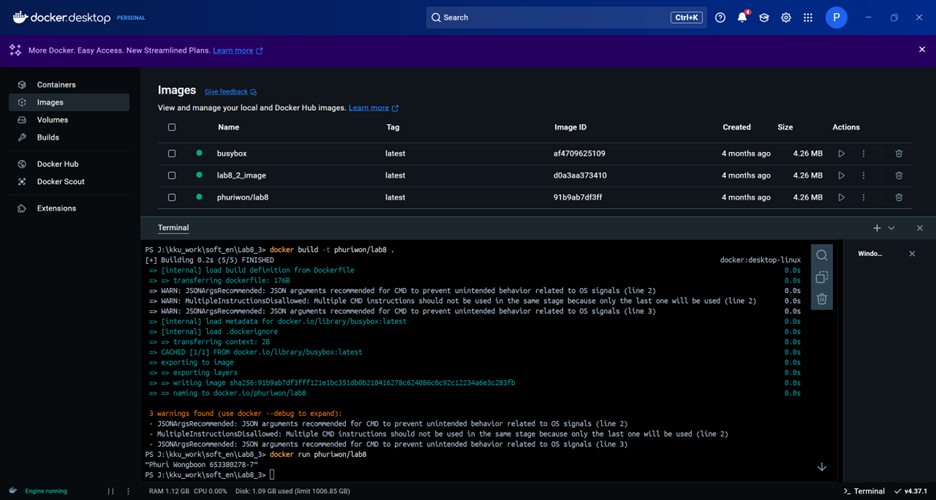 docker.desktop PERSONAL
Search Ctrl+K
4
P
More Docker. Easy Access. New Streamlined Plans. Learn more
Containers
Images
Volumes
Builds
Docker Hub
Docker Scout
Extensions
Images Give feedback
View and manage your local and Docker Hub images. Learn more
Name Tag Image ID Created Size Actions
busybox latest af4709625109 4 months ago 4.26 MB
lab8_2_image latest d0a3aa373410 4 months ago 4.26 MB
phuriwon/lab8 latest 91b9ab7df3ff 4 months ago 4.26 MB
Terminal
Windo...
PS J:\kku_work\soft_en\Lab8_3> docker build -t phuriwon/lab8 .
[+] Building 0.2s (5/5) FINISHED docker:desktop-linux
=> [internal] load build definition from Dockerfile 0.0s
=> => transferring dockerfile: 176B 0.0s
=> WARN: JSONArgsRecommended: JSON arguments recommended for CMD to prevent unintended behavior related to OS signals (line 2) 0.0s
=> WARN: MultipleInstructionsDisallowed: Multiple CMD instructions should not be used in the same stage because only the last one will be used (line 2) 0.0s
=> WARN: JSONArgsRecommended: JSON arguments recommended for CMD to prevent unintended behavior related to OS signals (line 3) 0.0s
=> [internal] load metadata for docker.io/library/busybox:latest 0.0s
=> [internal] load .dockerignore 0.0s
=> => transferring context: 2B 0.0s
=> CACHED [1/1] FROM docker.io/library/busybox:latest 0.0s
=> exporting to image 0.0s
=> => exporting layers 0.0s
=> => writing image sha256:91b9ab7df3fff121e1bc351db0b210416278c624086c0c92c12234a6e3c283fb 0.0s
=> => naming to docker.io/phuriwon/lab8 0.0s
3 warnings found (use docker --debug to expand):
- JSONArgsRecommended: JSON arguments recommended for CMD to prevent unintended behavior related to OS signals (line 2)
- MultipleInstructionsDisallowed: Multiple CMD instructions should not be used in the same stage because only the last one will be used (line 2)
- JSONArgsRecommended: JSON arguments recommended for CMD to prevent unintended behavior related to OS signals (line 3)
PS J:\kku_work\soft_en\Lab8_3> docker run phuriwon/lab8
“Phuri Wongboon 653380278-7”
PS J:\kku_work\soft_en\Lab8_3>
Engine running RAM 1.12 GB CPU 0.00% Disk: 1.09 GB used (limit 1006.85 GB) Terminal v4.37.1